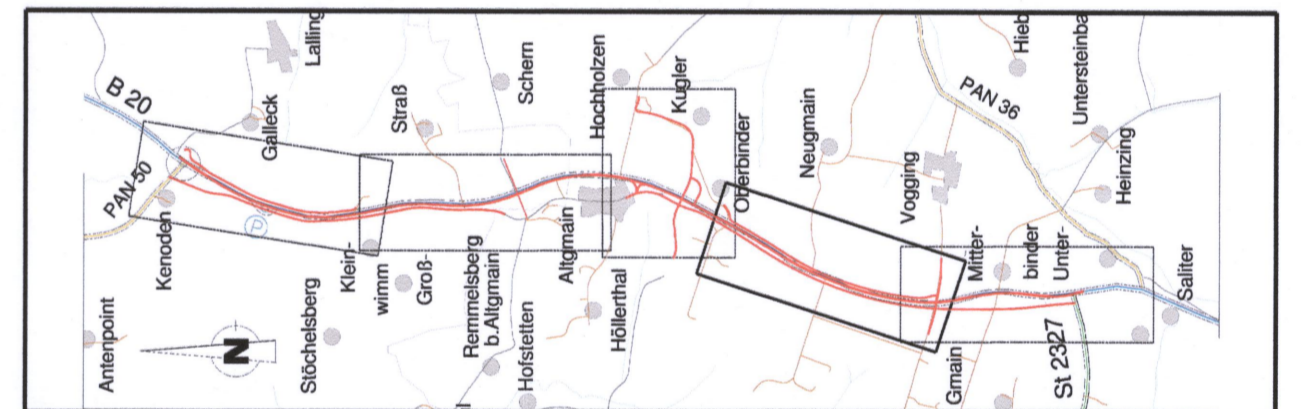 B 20
PAN 50
Lalling
Galleck
Kenoden
Antenpoint
N
P
Straß
Schern
Klein-
wimm
Groß-
Stöchelsberg
Remmelsberg
b.Altgmain
Hofstetten
Altgmain
Hochholzen
Höllerthal
Kugler
Oberbinder
Neugmain
Vogging
PAN 36
Hieb
Untersteinba
Heinzing
Mitter-
binder
Unter-
Saliter
Gmain
St 2327